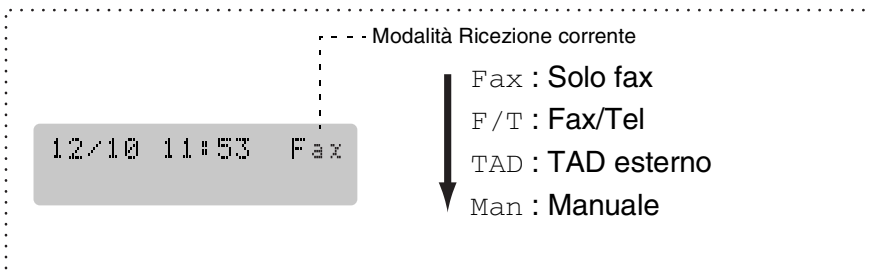 Modalità Ricezione corrente
12/10 11:53 Fax
Fax : Solo fax
F/T : Fax/Tel
TAD : TAD esterno
Man : Manuale